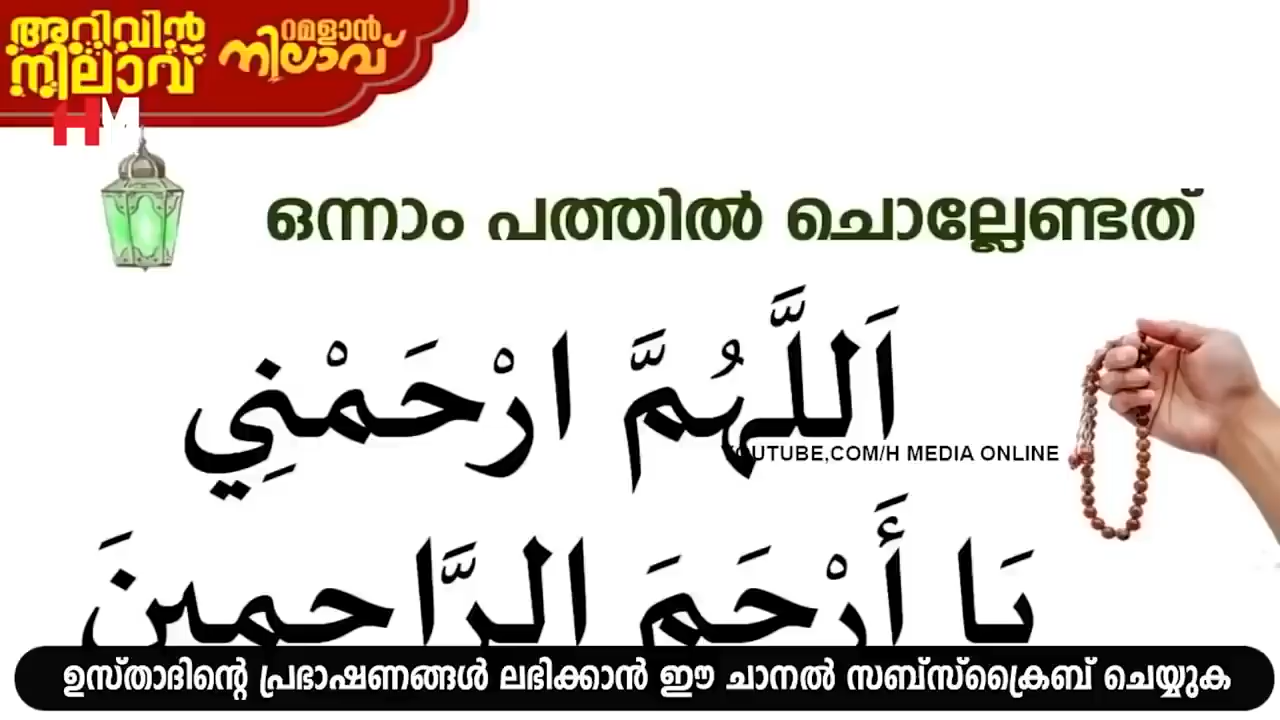 അറിവിൻ
നിലാവ്
റമളാൻ
നിലാവ്
HM
ഒന്നാം പത്തിൽ ചൊല്ലേണ്ടത്
اَللَّهُمَّ ارْحَمْنِي
YOUTUBE,COM/H MEDIA ONLINE
يَا أَرْحَمَ الرَّاحِمِينَ
ഉസ്താദിന്റെ പ്രഭാഷണങ്ങൾ ലഭിക്കാൻ ഈ ചാനൽ സബ്സ്ക്രൈബ് ചെയ്യുക